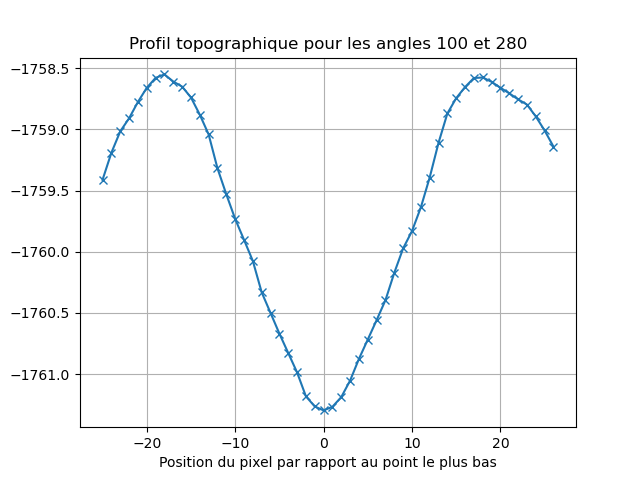 Profil topographique pour les angles 100 et 280
−1758.5
−1759.0
−1759.5
−1760.0
−1760.5
−1761.0
−20 −10 0 10 20
Position du pixel par rapport au point le plus bas